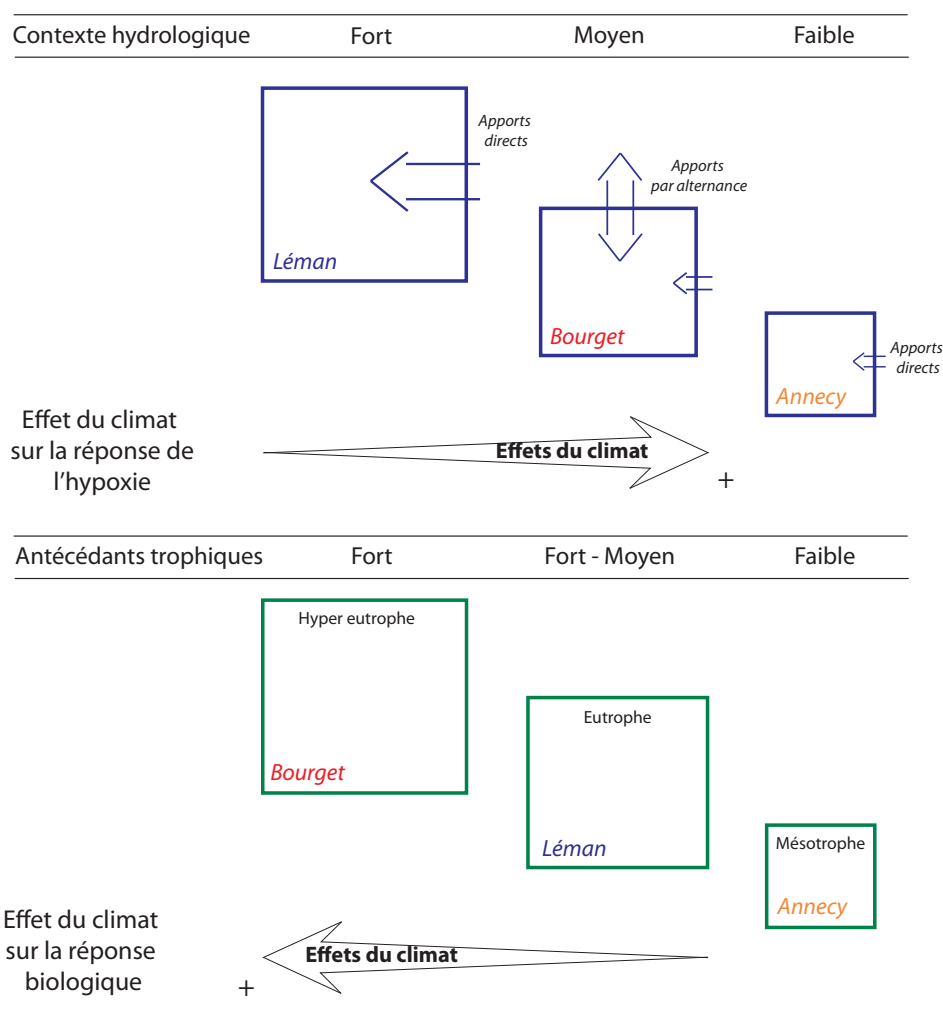 Contexte hydrologique Fort Moyen Faible
Apports
directs
Apports
par alternance
Léman
Bourget
Apports
directs
Annecy
Effet du climat
sur la réponse de
l'hypoxie
Effets du climat
+
Antécédants trophiques Fort Fort - Moyen Faible
Hyper eutrophe
Bourget
Eutrophe
Léman
Mésotrophe
Annecy
Effet du climat
sur la réponse
biologique
Effets du climat
+